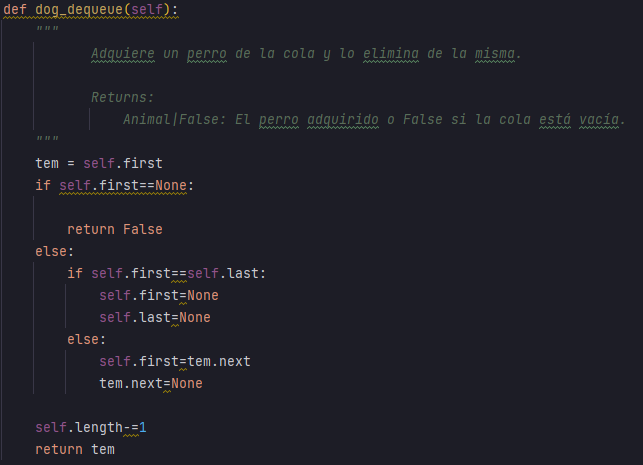 def dog_dequeue(self):
    """
           Adquiere un perro de la cola y lo elimina de la misma.

           Returns:
               Animal|False: El perro adquirido o False si la cola está vacía.
    """
    tem = self.first
    if self.first==None:

        return False
    else:
        if self.first==self.last:
            self.first=None
            self.last=None
        else:
            self.first=tem.next
            tem.next=None

    self.length-=1
    return tem